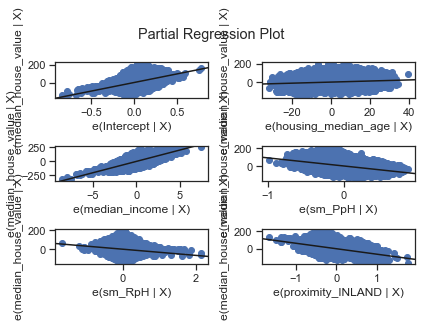 Partial Regression Plot
e(median_house_value | X)
200
0
−0.5
0.0
0.5
e(Intercept | X)
e(median_house_value | X)
200
0
−20
0
20
40
e(housing_median_age | X)
e(median_house_value | X)
250
0
−250
−5
0
5
e(median_income | X)
e(median_house_value | X)
200
0
−1
0
e(sm_PpH | X)
e(median_house_value | X)
200
0
0
2
e(sm_RpH | X)
e(median_house_value | X)
200
0
−1
0
1
e(proximity_INLAND | X)